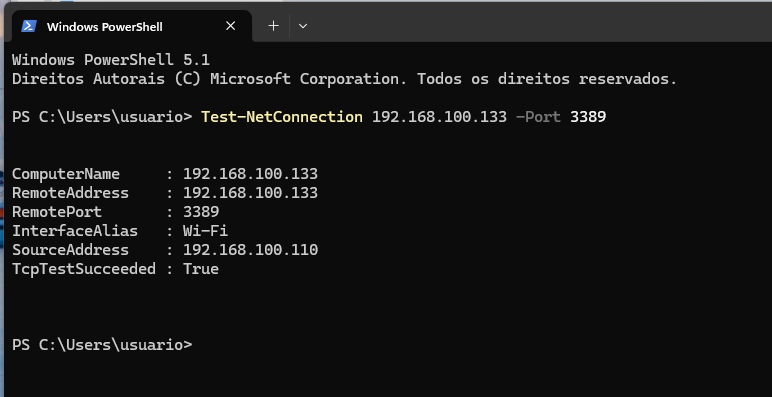 Windows PowerShell
Windows PowerShell 5.1
Direitos Autorais (C) Microsoft Corporation. Todos os direitos reservados.
PS C:\Users\usuario> Test-NetConnection 192.168.100.133 -Port 3389
ComputerName     : 192.168.100.133
RemoteAddress    : 192.168.100.133
RemotePort       : 3389
InterfaceAlias   : Wi-Fi
SourceAddress    : 192.168.100.110
TcpTestSucceeded : True
PS C:\Users\usuario>